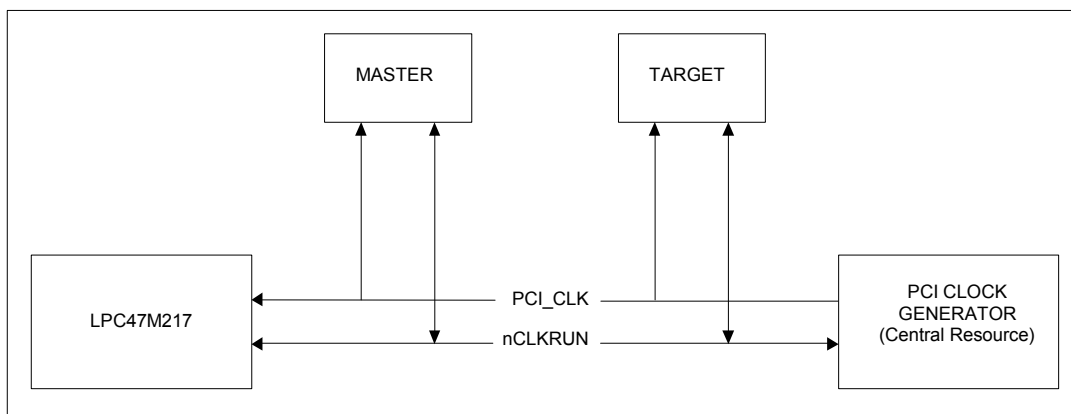 MASTER
TARGET
LPC47M217
PCI_CLK
nCLKRUN
PCI CLOCK
GENERATOR
(Central Resource)